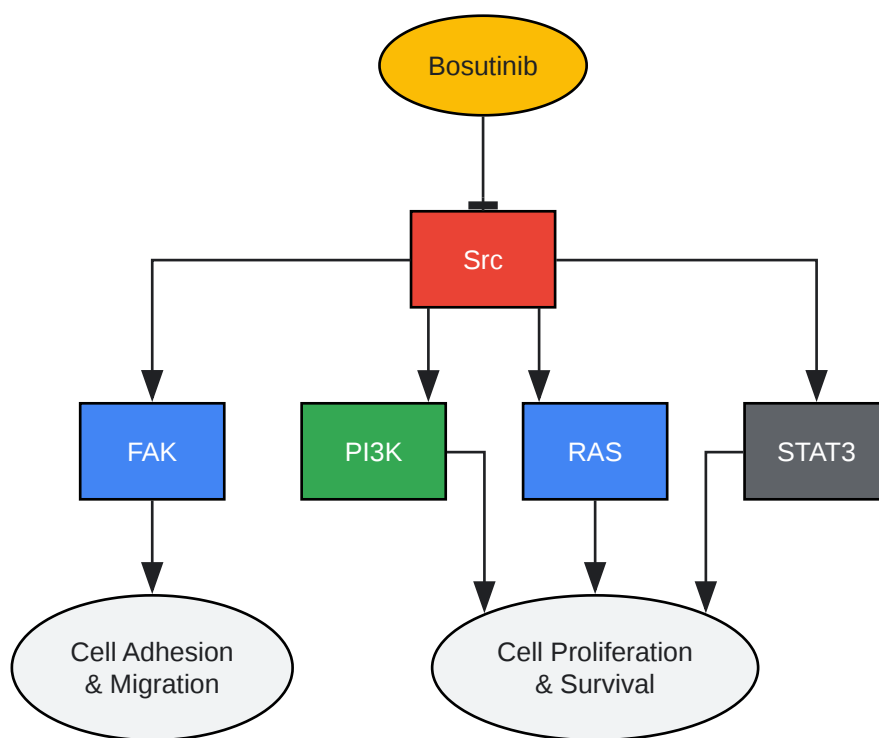 Bosutinib
Src
FAK
PI3K
RAS
STAT3
Cell Adhesion
& Migration
Cell Proliferation
& Survival